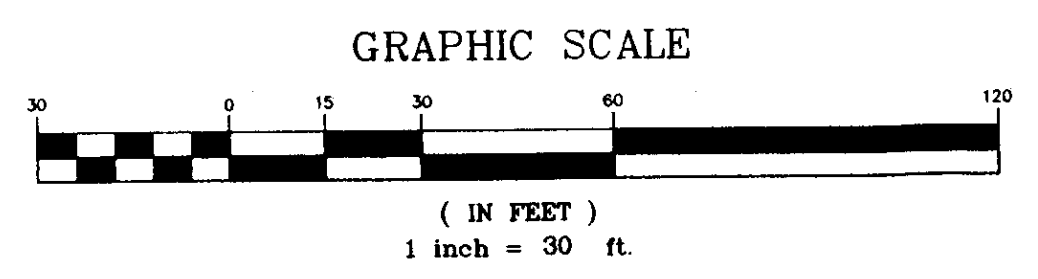 GRAPHIC SCALE
30 0 15 30 60 120
( IN FEET )
1 inch = 30 ft.